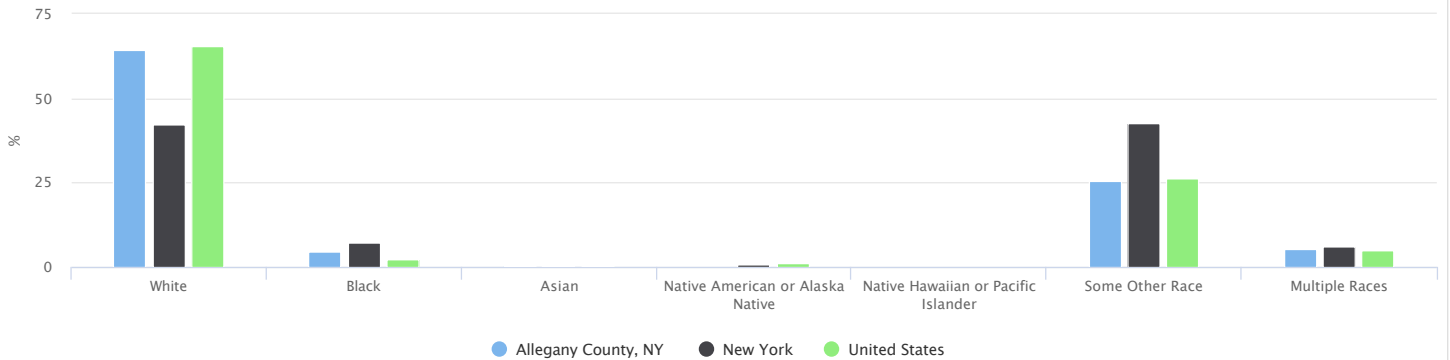 75
50
25
0
%
White
Black
Asian
Native American or Alaska
Native
Native Hawaiian or Pacific
Islander
Some Other Race
Multiple Races
Allegany County, NY
New York
United States